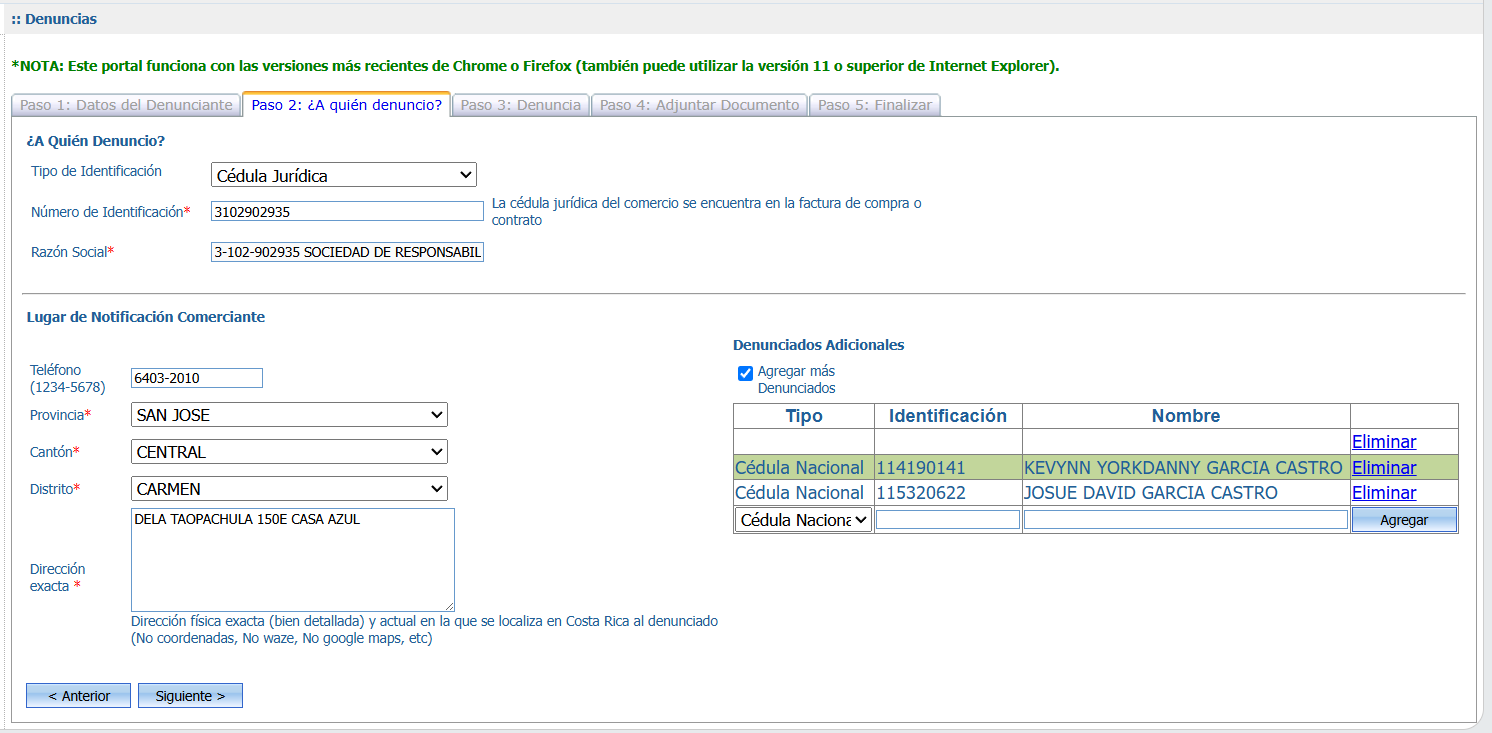 :: Denuncias
*NOTA: Este portal funciona con las versiones más recientes de Chrome o Firefox (también puede utilizar la versión 11 o superior de Internet Explorer).
Paso 1: Datos del Denunciante Paso 2: ¿A quién denuncio? Paso 3: Denuncia Paso 4: Adjuntar Documento Paso 5: Finalizar
¿A Quién Denuncio?
Tipo de Identificación Cédula Jurídica
Número de Identificación* 3102902935 La cédula jurídica del comercio se encuentra en la factura de compra o
contrato
Razón Social* 3-102-902935 SOCIEDAD DE RESPONSABIL
Lugar de Notificación Comerciante
Teléfono
(1234-5678) 6403-2010
Provincia* SAN JOSE
Cantón* CENTRAL
Distrito* CARMEN
Dirección
exacta * DELA TAOPACHULA 150E CASA AZUL
Dirección física exacta (bien detallada) y actual en la que se localiza en Costa Rica al denunciado
(No coordenadas, No waze, No google maps, etc)
Denunciados Adicionales
Agregar más
Denunciados
Tipo Identificación Nombre
Eliminar
Cédula Nacional 114190141 KEVYNN YORKDANNY GARCIA CASTRO Eliminar
Cédula Nacional 115320622 JOSUE DAVID GARCIA CASTRO Eliminar
Cédula Naciona Agregar
< Anterior Siguiente >